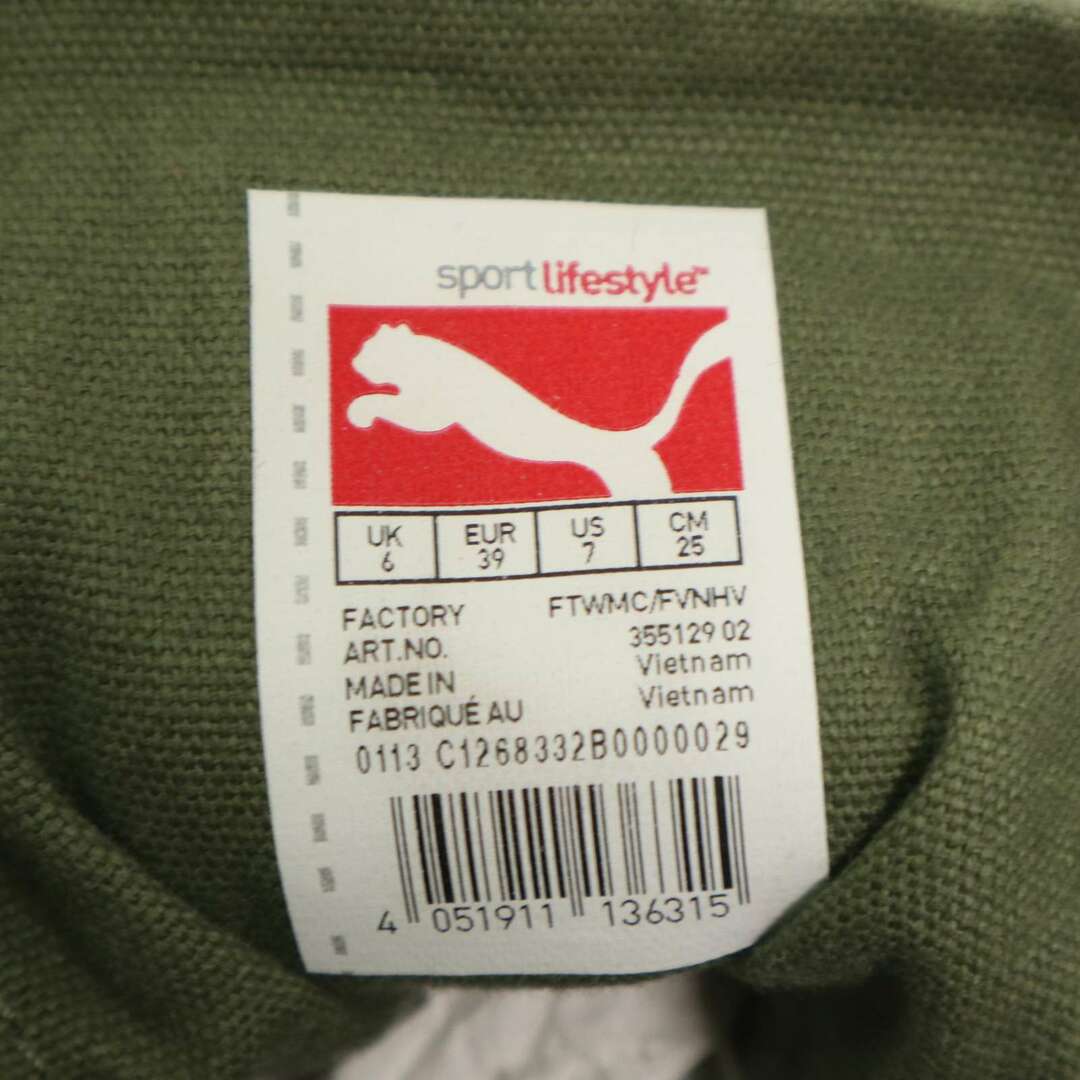 sport lifestyle™
UK EUR US CM
6 39 7 25
FACTORY FTWMC/FVNHV
ART.NO. 355129 02
MADE IN Vietnam
FABRIQUÉ AU Vietnam
0113 C1268332B0000029
4 051911 136315